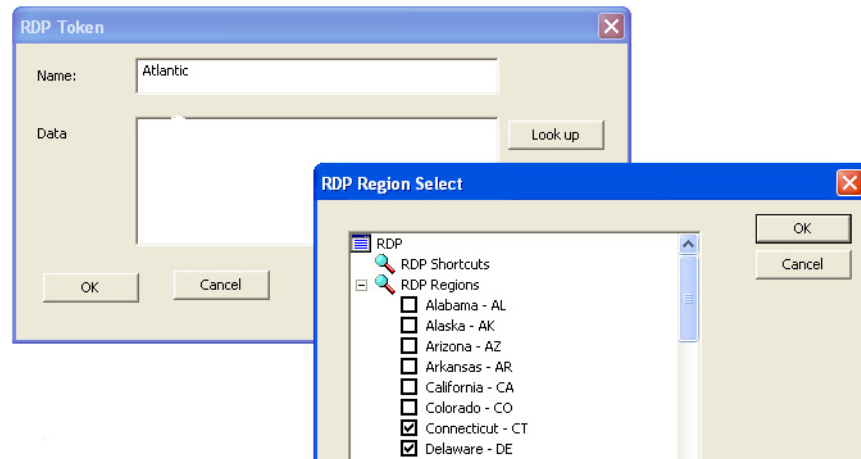 RDP Token
Name:
Atlantic
Data
Look up
OK
Cancel
RDP Region Select
OK
Cancel
RDP
RDP Shortcuts
RDP Regions
Alabama - AL
Alaska - AK
Arizona - AZ
Arkansas - AR
California - CA
Colorado - CO
Connecticut - CT
Delaware - DE